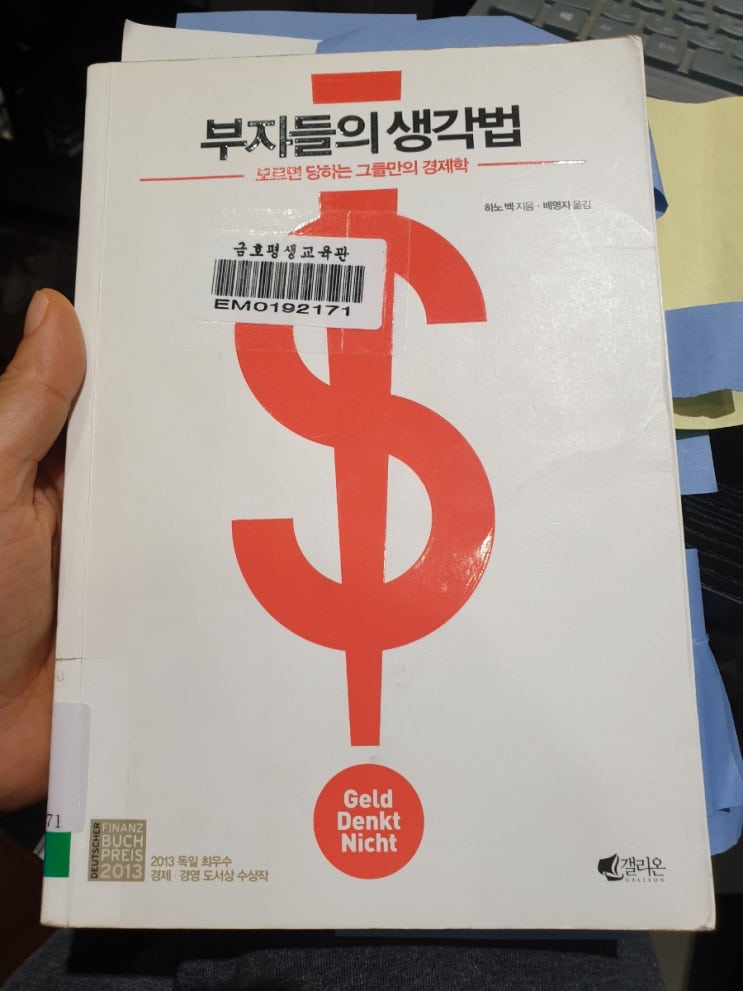 부자들의 생각법
모르면 당하는 그들만의 경제학
하노 벡 지음 · 배명자 옮김
금호평생교육관
EM0192171
Geld
Denkt
Nicht
DEUTSCHER
FINANZ
BUCH
PREIS
2013
2013 독일 최우수
경제 · 경영 도서상 수상작
갤리온
GALLEON
71